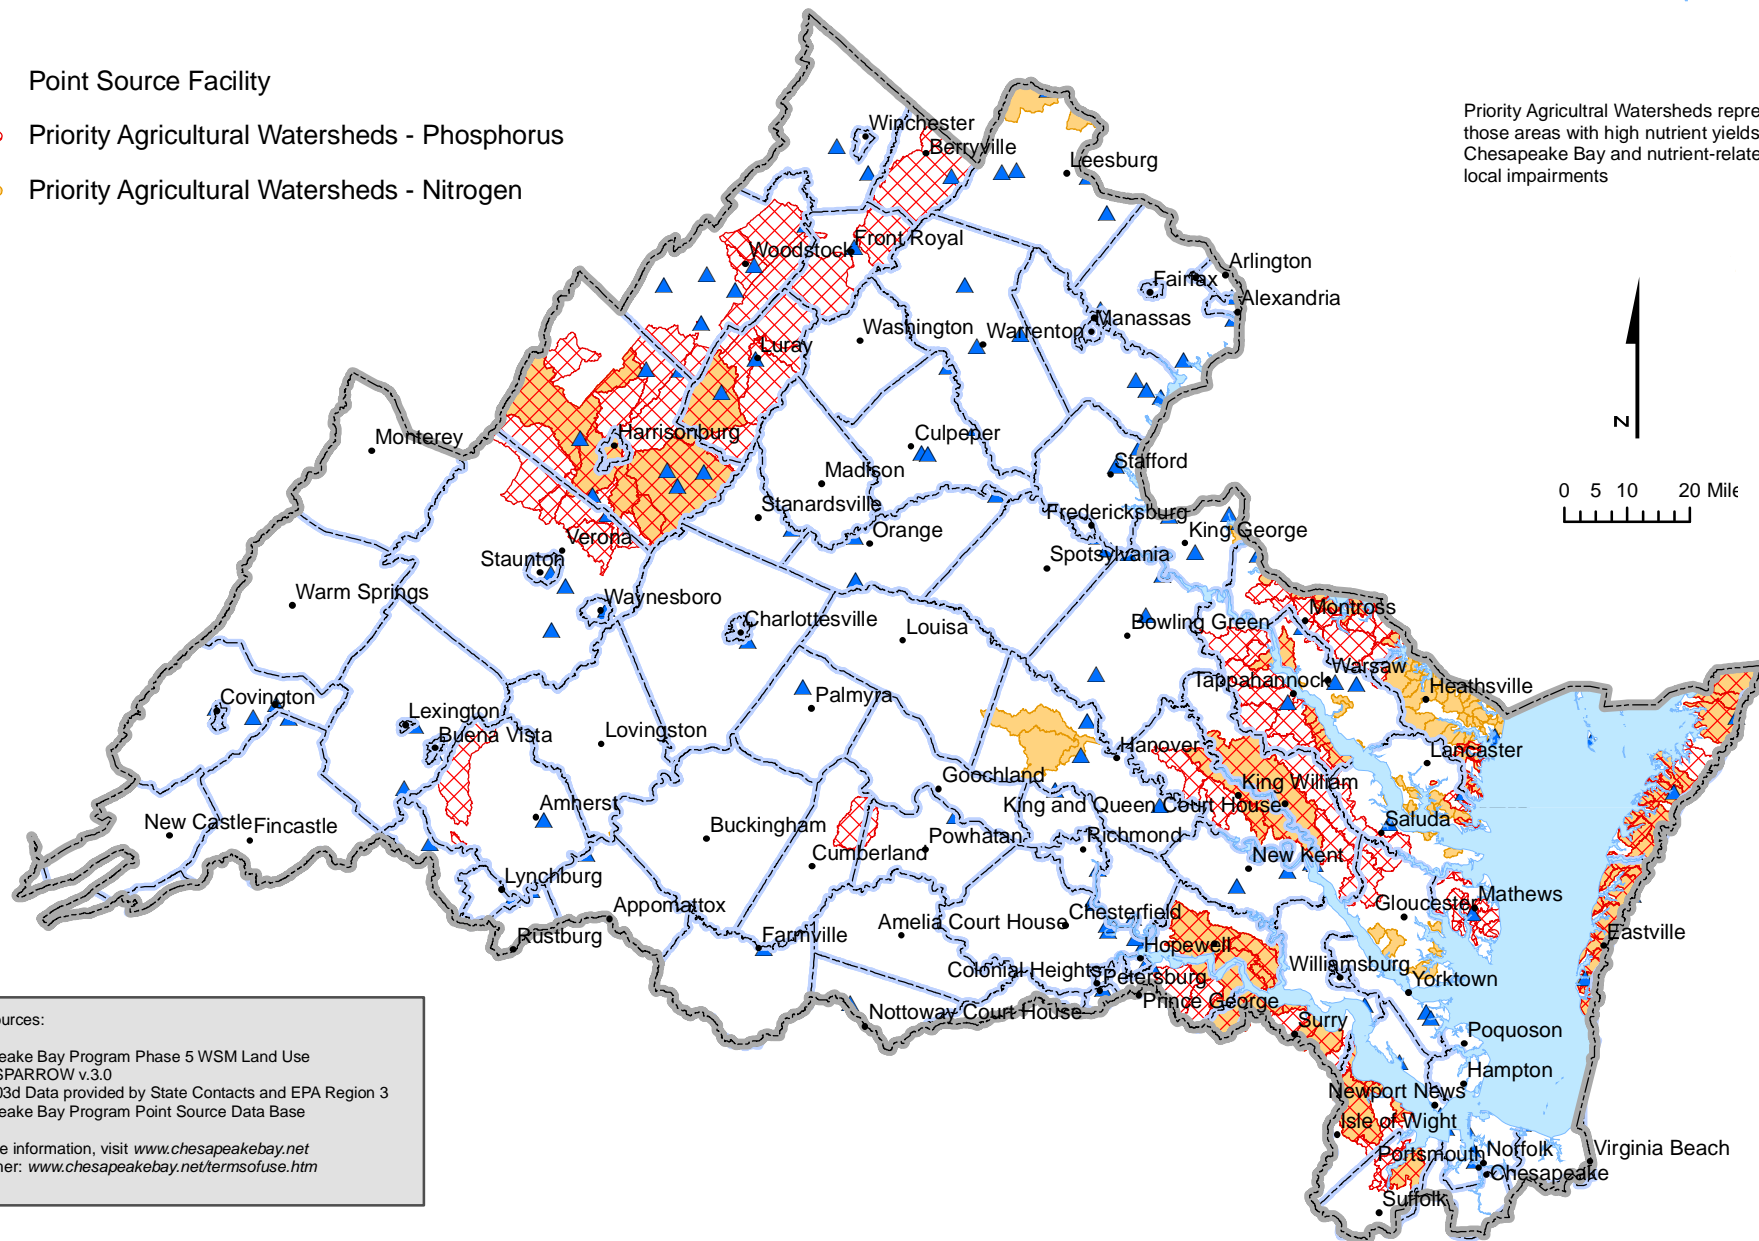 Point Source Facility
Priority Agricultural Watersheds - Phosphorus
Priority Agricultural Watersheds - Nitrogen
Priority Agricultral Watersheds repre
those areas with high nutrient yields
Chesapeake Bay and nutrient-relate
local impairments
Winchester
Berryville
Leesburg
Woodstock
Front Royal
Arlington
Fairfax
Alexandria
Manassas
Washington
Warrenton
Luray
Harrisonburg
Monterey
Culpeper
Madison
Stafford
Stanardsville
Orange
Fredericksburg
King George
Spotsylvania
Verona
Staunton
Waynesboro
Warm Springs
Charlottesville
Louisa
Bowling Green
Montross
Warsaw
Tappahannock
Heathsville
Covington
Lexington
Buena Vista
Lovingston
Palmyra
Hanover
Lancaster
Goochland
King William
King and Queen Court House
Saluda
New Castle
Fincastle
Amherst
Buckingham
Cumberland
Powhatan
Richmond
New Kent
Lynchburg
Appomattox
Rustburg
Farmville
Amelia Court House
Chesterfield
Gloucester
Mathews
Eastville
Hopewell
Colonial Heights
Petersburg
Prince George
Williamsburg
Yorktown
Nottoway Court House
Surry
Poquoson
Hampton
Newport News
Isle of Wight
Portsmouth
Norfolk
Chesapeake
Virginia Beach
Suffolk
N
0 5 10 20 Mile
urces:
eake Bay Program Phase 5 WSM Land Use
SPARROW v.3.0
03d Data provided by State Contacts and EPA Region 3
eake Bay Program Point Source Data Base
e information, visit www.chesapeakebay.net
ner: www.chesapeakebay.net/termsofuse.htm